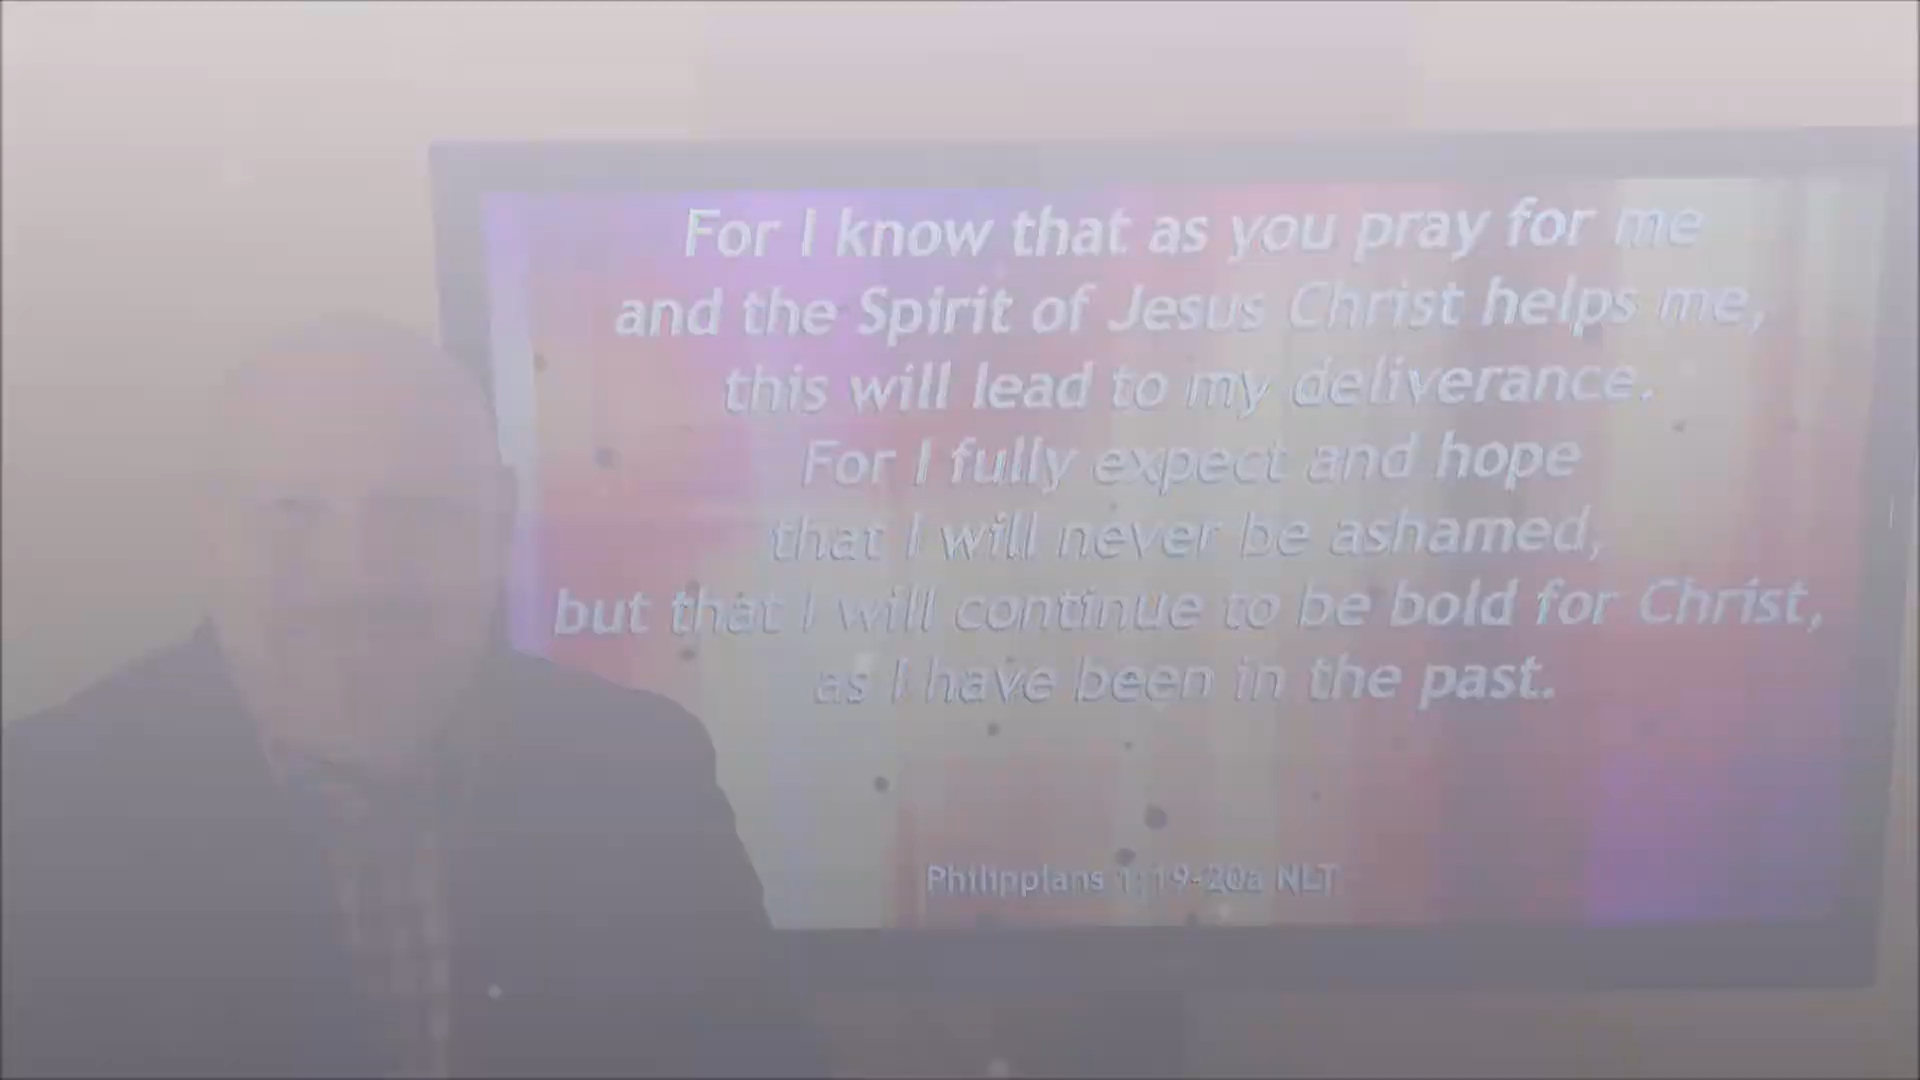 For I know that as you pray for me
and the Spirit of Jesus Christ helps me,
this will lead to my deliverance.
For I fully expect and hope
that I will never be ashamed,
but that I will continue to be bold for Christ,
as I have been in the past.
Philippians 1:19-20a NLT